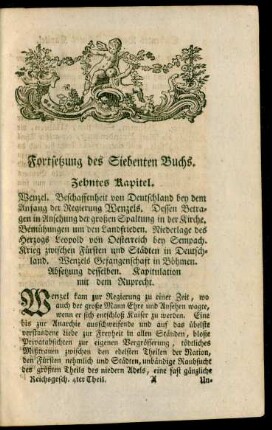 Fortsetzung des Siebenten Buchs.
Zehntes Kapitel.
Wenzel. Beschaffenheit von Deutschland bey dem
Anfang der Regierung Wenzels. Dessen Betra-
gen in Ansehung der großen Spaltung in der Kirche.
Bemühungen um den Landfrieden. Niederlage des
Herzogs Leopold von Oesterreich bey Sempach.
Krieg zwischen Fürsten und Städten in Deutsch-
land. Wenzels Gefangenschaft in Böhmen.
Absetzung desselben. Kapitulation
mit dem Ruprecht.
Wenzel kam zur Regierung zu einer Zeit, wo
auch der große Mann Ehre und Ansehen wagte,
wenn er sich entschloß Kaiser zu werden. Eine
bis zur Anarchie ausschweifende und auf das übelste
verstandene Liebe zur Freyheit in allen Ständen, bloße
Privatabsichten zur eigenen Vergrößerung, tödliches
Mißtrauen zwischen den edelsten Theilen der Nation,
den Fürsten nehmlich und Städten, unbändige Raubsucht
des größten Theils des niedern Adels, eine fast gänzliche
Reichsgesch. 4ter Theil. A Un-